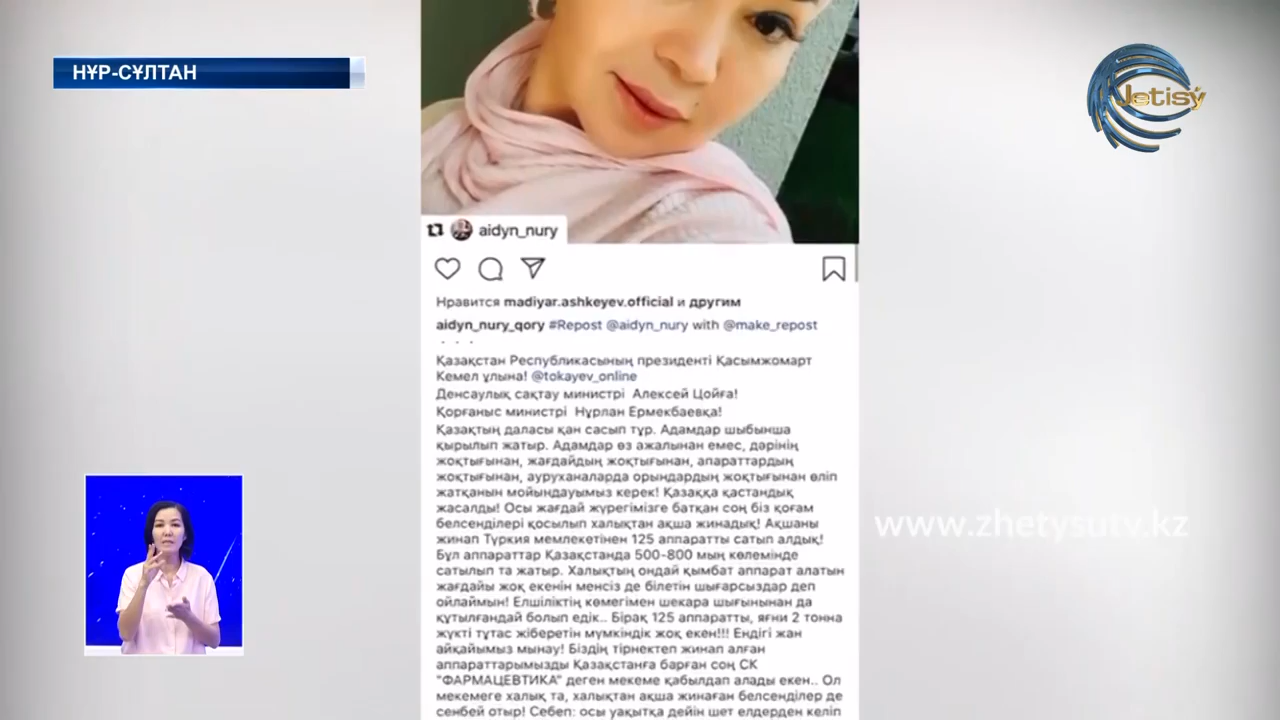 НҰР-СҰЛТАН
Jetisý
aidyn_nury
Нравится madiyar.ashkeyev.official и другим
aidyn_nury_qory #Repost @aidyn_nury with @make_repost
. . .
Қазақстан Республикасының президенті Қасымжомарт
Кемел ұлына! @tokayev_online
Денсаулық сақтау министрі Алексей Цойға!
Қорғаныс министрі Нұрлан Ермекбаевқа!
Қазақтың даласы қан сасып тұр. Адамдар шыбынша
қырылып жатыр. Адамдар өз ажалынан емес, дәрінің
жоқтығынан, жағдайдың жоқтығынан, апараттардың
жоқтығынан, ауруханаларда орындардың жоқтығынан өліп
жатқанын мойындауымыз керек! Қазаққа қастандық
жасалды! Осы жағдай жүрегімізге батқан соң біз қоғам
белсенділері қосылып халықтан ақша жинадық! Ақшаны
жинап Түркия мемлекетінен 125 аппаратты сатып алдық!
Бұл аппараттар Қазақстанда 500-800 мың көлемінде
сатылып та жатыр. Халықтың ондай қымбат аппарат алатын
жағдайы жоқ екенін менсіз де білетін шығарсыздар деп
ойлаймын! Елшіліктің көмегімен шекара шығынынан да
құтылғандай болып едік.. Бірақ 125 аппаратты, яғни 2 тонна
жүкті тұтас жіберетін мүмкіндік жоқ екен!!! Ендігі жан
айқайымыз мынау! Біздің тірнектеп жинап алған
аппараттарымызды Қазақстанға барған соң СК
"ФАРМАЦЕВТИКА" деген мекеме қабылдап алады екен.. Ол
мекемеге халық та, халықтан ақша жинаған белсенділер де
сенбей отыр! Себеп: осы уақытқа дейін шет елдерден келіп
www.zhetysutv.kz